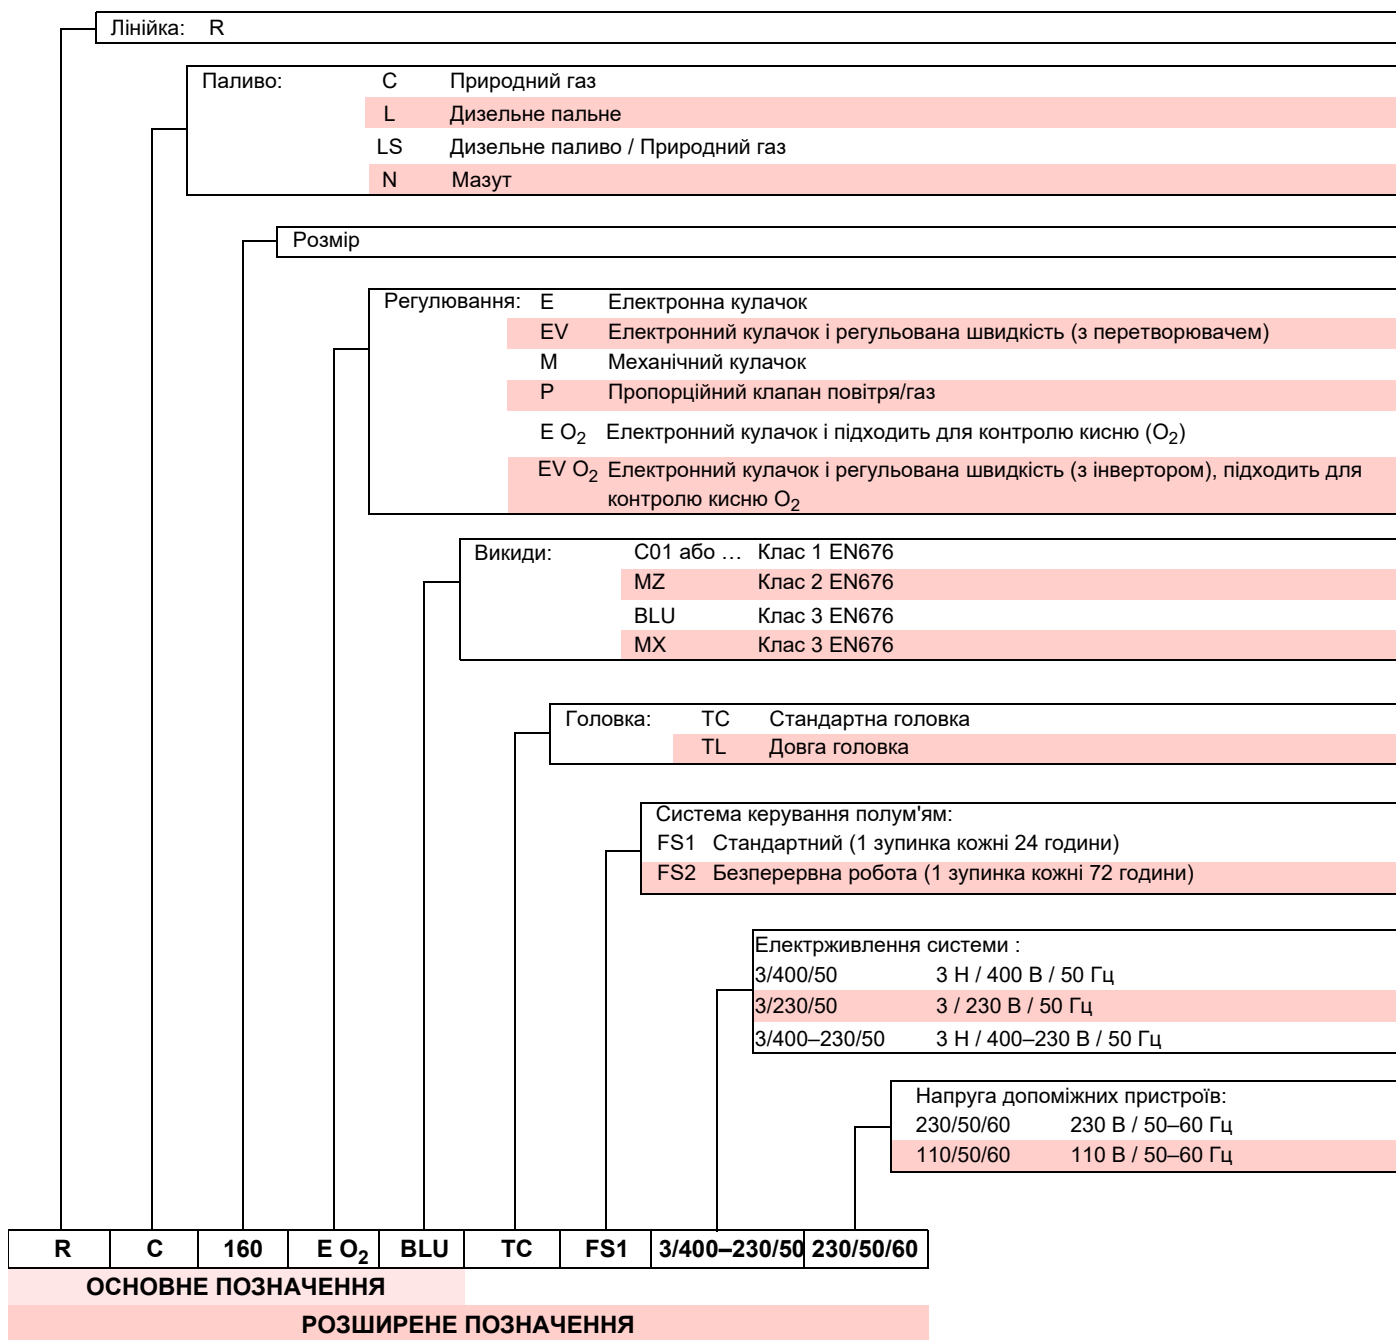 Лінійка: R
Паливо: C Природний газ
L Дизельне пальне
LS Дизельне паливо / Природний газ
N Мазут
Розмір
Регулювання: E Електронна кулачок
EV Електронний кулачок і регульована швидкість (з перетворювачем)
M Механічний кулачок
P Пропорційний клапан повітря/газ
E O2 Електронний кулачок і підходить для контролю кисню (O2)
EV O2 Електронний кулачок і регульована швидкість (з інвертором), підходить для
контролю кисню O2
Викиди: C01 або … Клас 1 EN676
MZ Клас 2 EN676
BLU Клас 3 EN676
MX Клас 3 EN676
Головка: TC Стандартна головка
TL Довга головка
Система керування полум'ям:
FS1 Стандартний (1 зупинка кожні 24 години)
FS2 Безперервна робота (1 зупинка кожні 72 години)
Електрживлення системи :
3/400/50 3 Н / 400 В / 50 Гц
3/230/50 3 / 230 В / 50 Гц
3/400–230/50 3 Н / 400–230 В / 50 Гц
Напруга допоміжних пристроїв:
230/50/60 230 В / 50–60 Гц
110/50/60 110 В / 50–60 Гц
R C 160 E O2 BLU TC FS1 3/400–230/50 230/50/60
ОСНОВНЕ ПОЗНАЧЕННЯ
РОЗШИРЕНЕ ПОЗНАЧЕННЯ